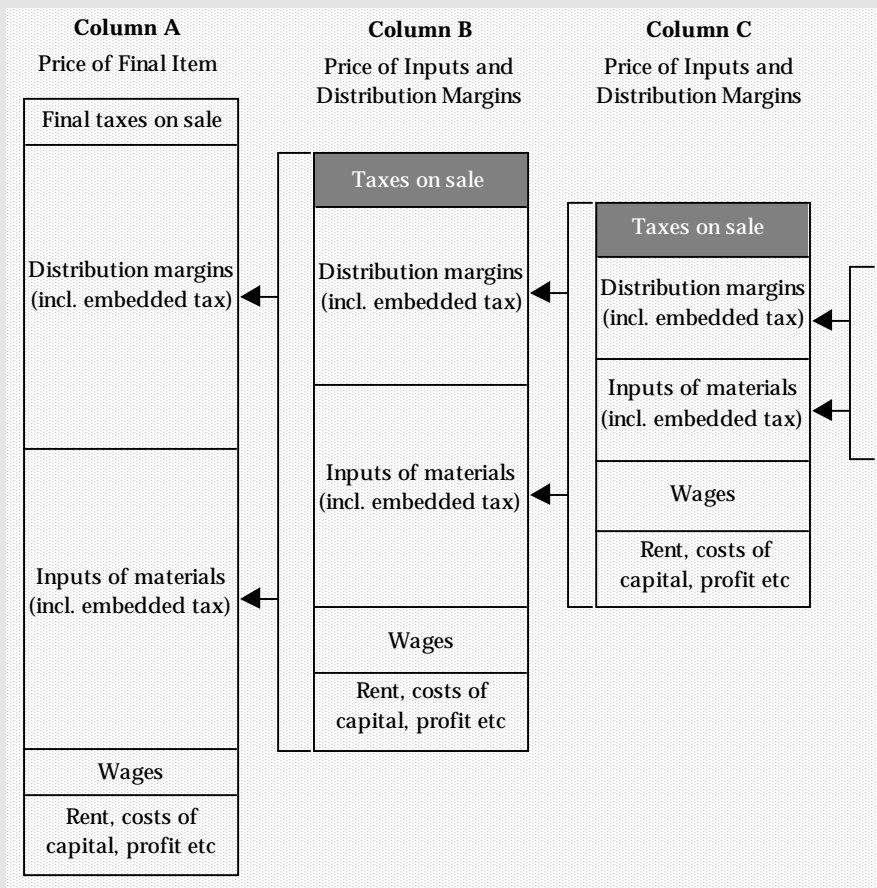 Column A
Price of Final Item
Final taxes on sale
Distribution margins
(incl. embedded tax)
Inputs of materials
(incl. embedded tax)
Wages
Rent, costs of
capital, profit etc
Column B
Price of Inputs and
Distribution Margins
Taxes on sale
Distribution margins
(incl. embedded tax)
Inputs of materials
(incl. embedded tax)
Wages
Rent, costs of
capital, profit etc
Column C
Price of Inputs and
Distribution Margins
Taxes on sale
Distribution margins
(incl. embedded tax)
Inputs of materials
(incl. embedded tax)
Wages
Rent, costs of
capital, profit etc